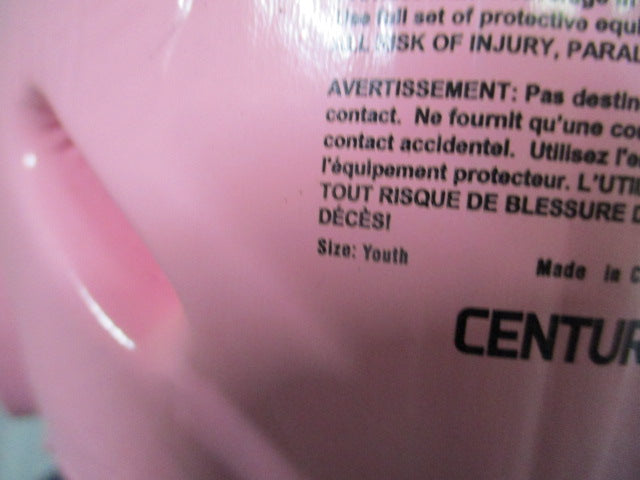 Use full set of protective equi
ALL RISK OF INJURY, PARAL
AVERTISSEMENT: Pas destin
contact. Ne fournit qu'une co
contact accidentel. Utilisez l'e
l'équipement protecteur. L'UTI
TOUT RISQUE DE BLESSURE D
DÉCÈS!
Size: Youth
Made in C
CENTUR